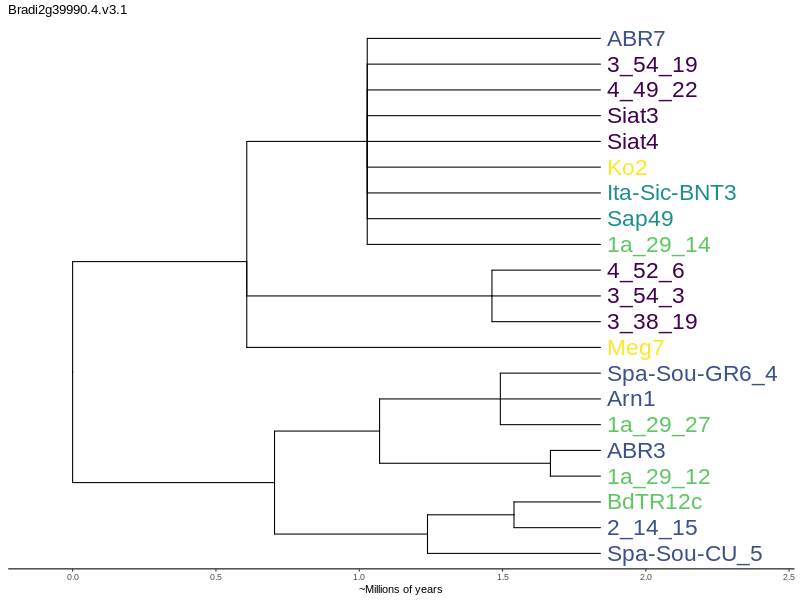 Bradi2g39990.4.v3.1
ABR7
3_54_19
4_49_22
Siat3
Siat4
Ko2
Ita-Sic-BNT3
Sap49
1a_29_14
4_52_6
3_54_3
3_38_19
Meg7
Spa-Sou-GR6_4
Arn1
1a_29_27
ABR3
1a_29_12
BdTR12c
2_14_15
Spa-Sou-CU_5
0.0 0.5 1.0 1.5 2.0 2.5
~Millions of years